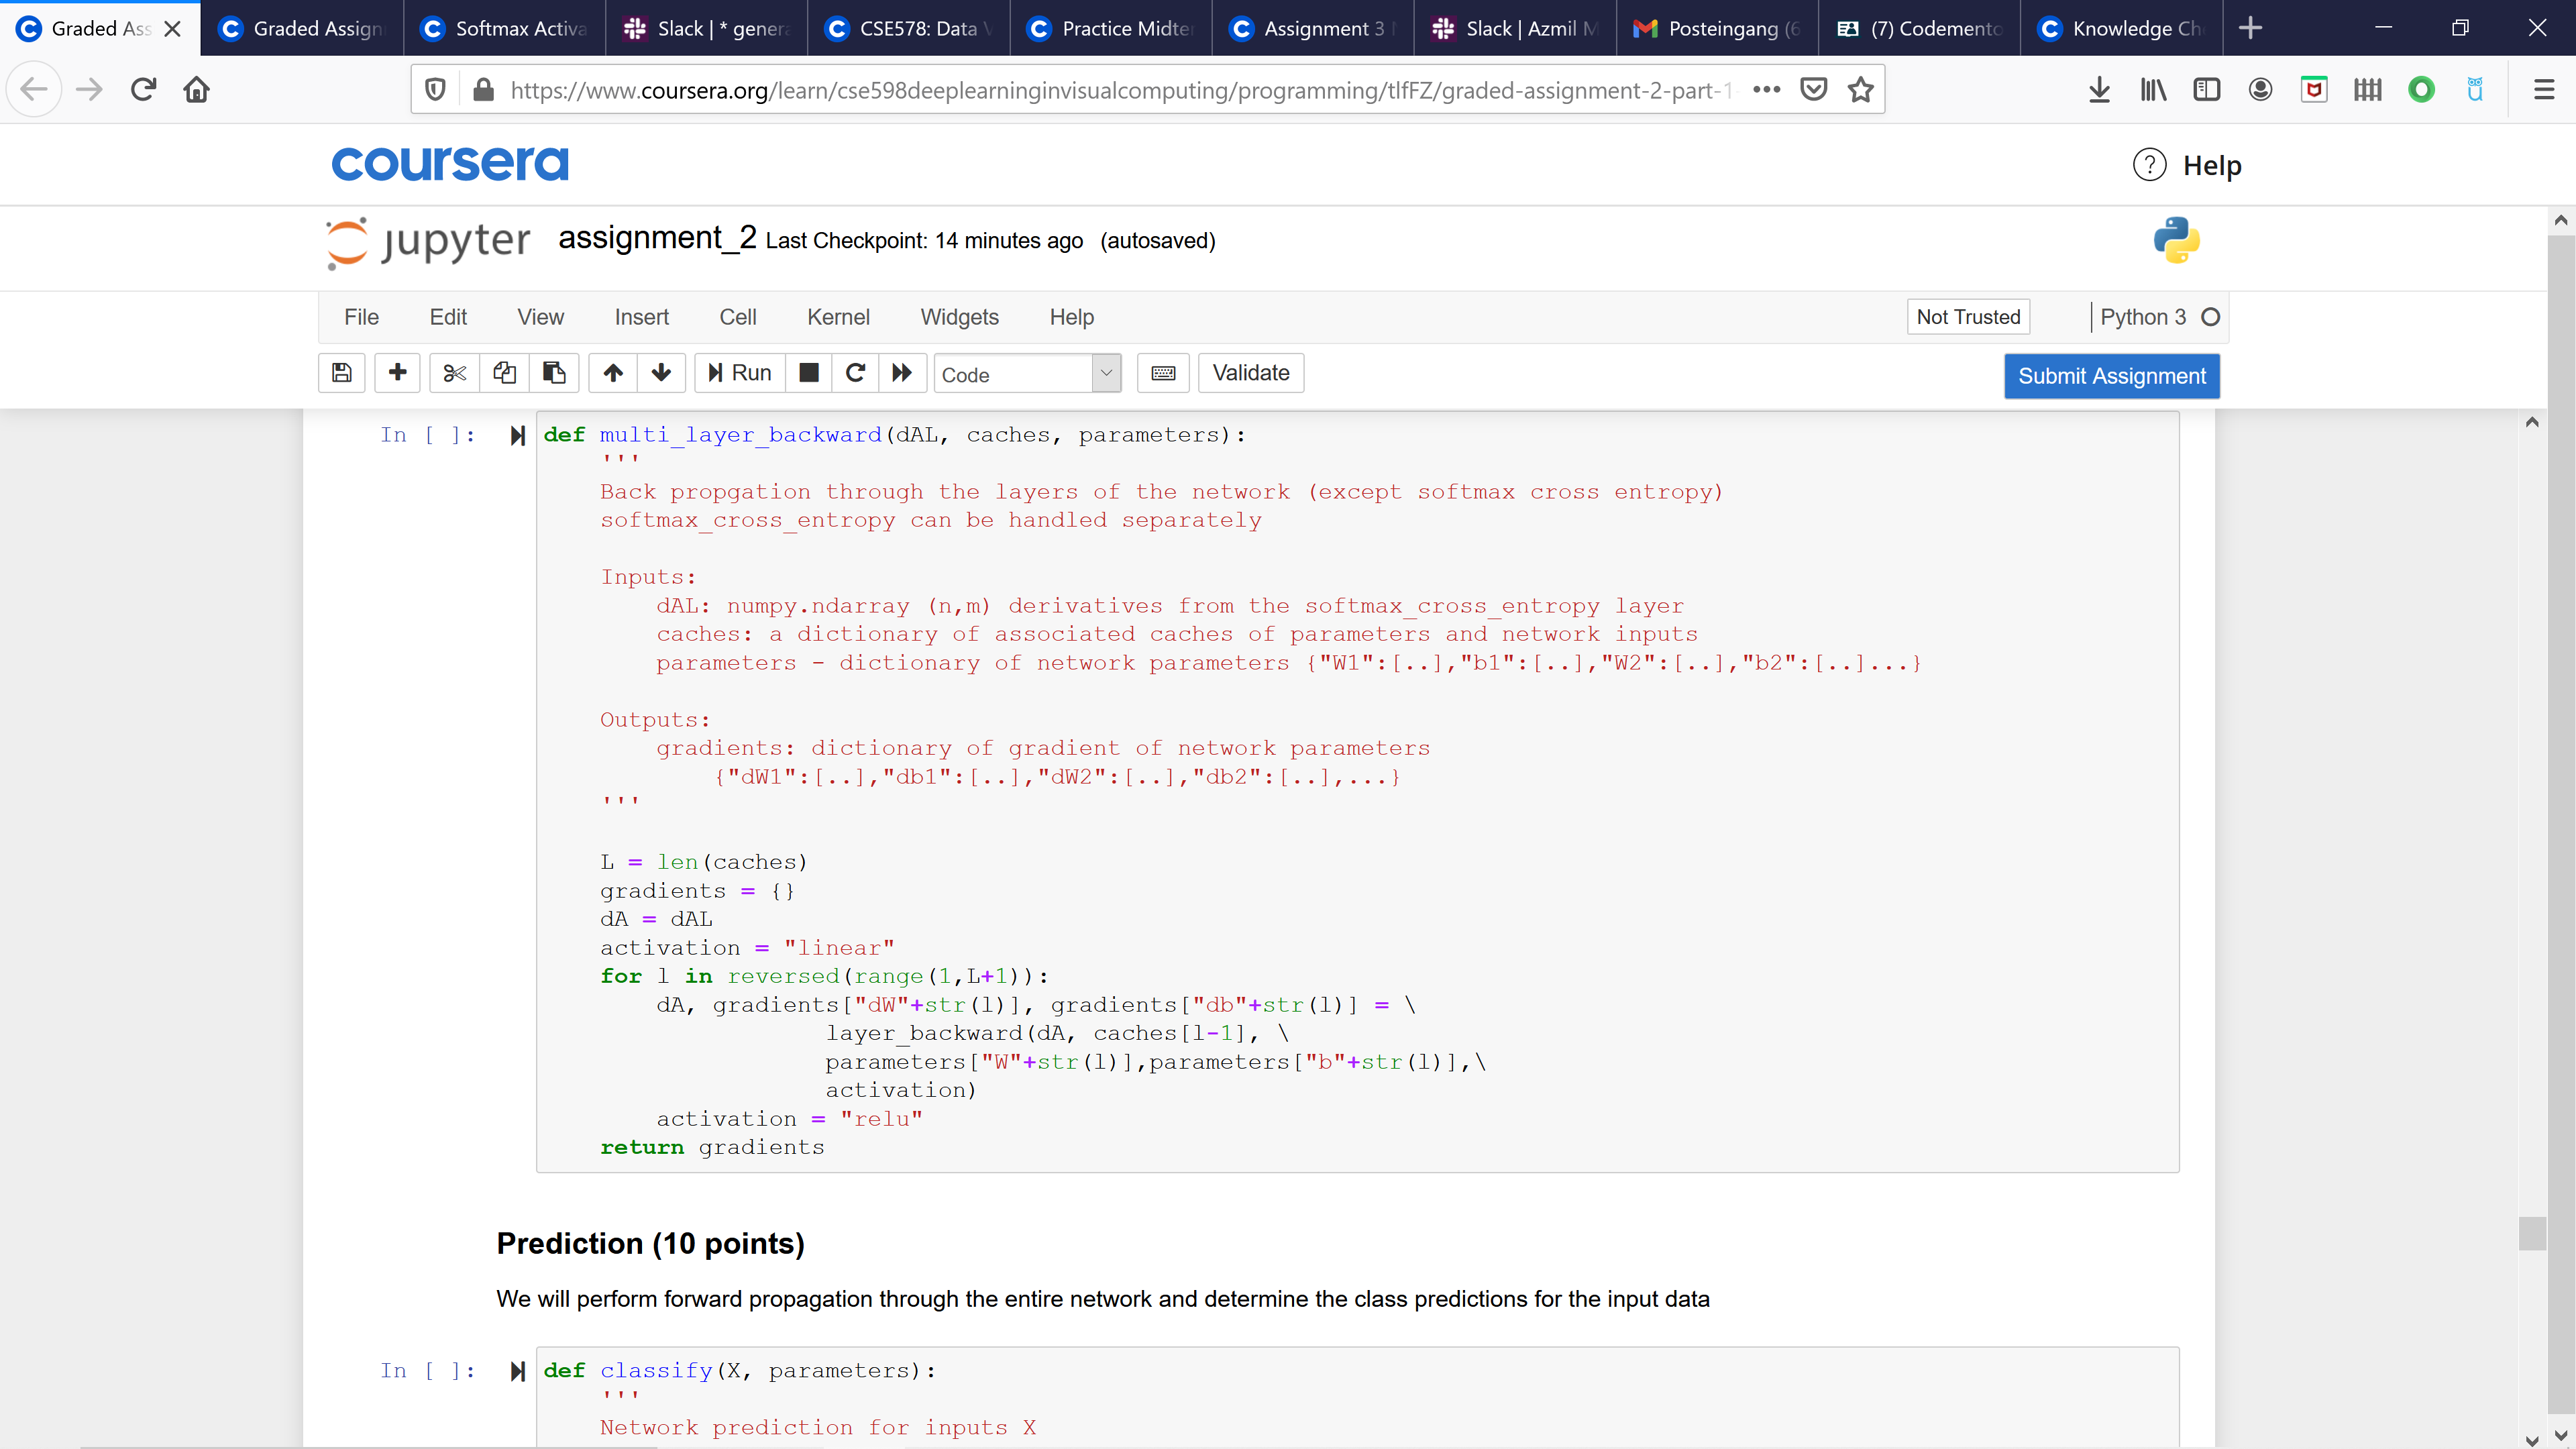 Graded Ass
Graded Assign
Softmax Activa
Slack | * genera
CSE578: Data V
Practice Midter
Assignment 3
Slack | Azmil M
Posteingang (6
(7) Codemento
Knowledge Ch
https://www.coursera.org/learn/cse598deeplearninginvisualcomputing/programming/tlfFZ/graded-assignment-2-part-1
coursera
Help
jupyter assignment_2 Last Checkpoint: 14 minutes ago (autosaved)
File Edit View Insert Cell Kernel Widgets Help Not Trusted Python 3
Run Code Validate Submit Assignment
In [ ]: def multi_layer_backward(dAL, caches, parameters):
'''
Back propgation through the layers of the network (except softmax cross entropy)
softmax_cross_entropy can be handled separately
Inputs:
dAL: numpy.ndarray (n,m) derivatives from the softmax_cross_entropy layer
caches: a dictionary of associated caches of parameters and network inputs
parameters - dictionary of network parameters {"W1":[..],"b1":[..],"W2":[..],"b2":[..]...}
Outputs:
gradients: dictionary of gradient of network parameters
{"dW1":[..],"db1":[..],"dW2":[..],"db2":[..],...}
'''
L = len(caches)
gradients = {}
dA = dAL
activation = "linear"
for l in reversed(range(1,L+1)):
dA, gradients["dW"+str(l)], gradients["db"+str(l)] = \
layer_backward(dA, caches[l-1], \
parameters["W"+str(l)],parameters["b"+str(l)],\
activation)
activation = "relu"
return gradients
Prediction (10 points)
We will perform forward propagation through the entire network and determine the class predictions for the input data
In [ ]: def classify(X, parameters):
'''
Network prediction for inputs X